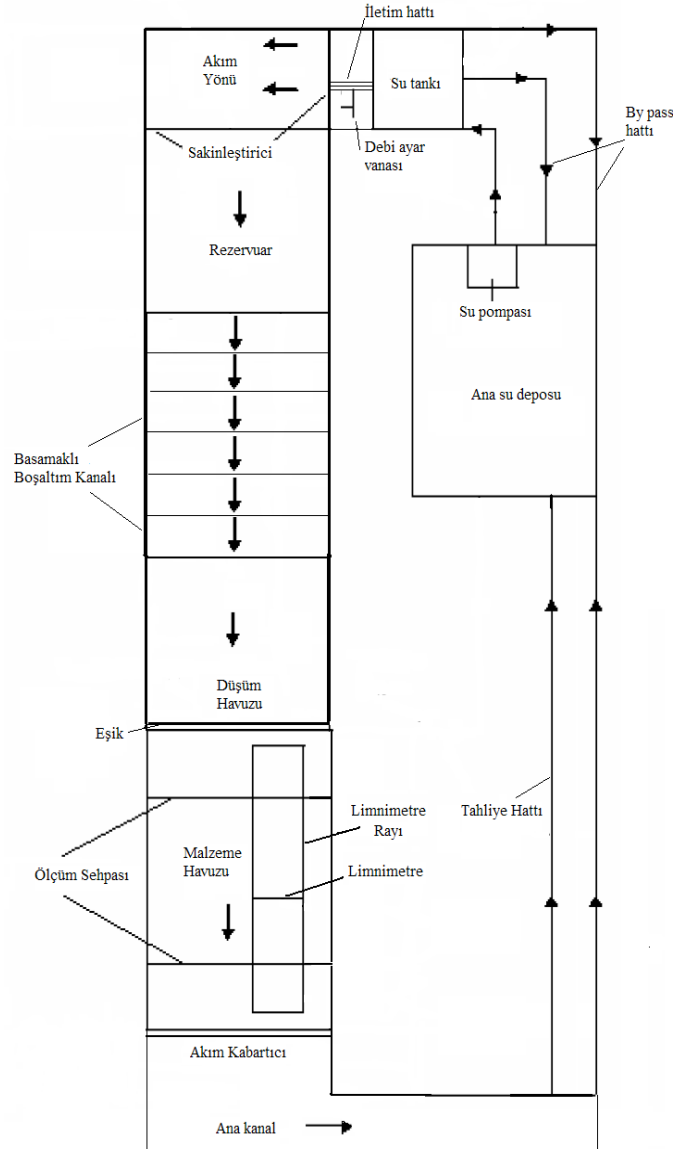 İletim hattı
Akım
Yönü
Su tankı
By pass
hattı
Sakinleştirici
Debi ayar
vanası
Rezervuar
Su pompası
Ana su deposu
Basamaklı
Boşaltım Kanalı
Düşüm
Havuzu
Eşik
Limnimetre
Rayı
Tahliye Hattı
Malzeme
Havuzu
Ölçüm Sehpası
Limnimetre
Akım Kabartıcı
Ana kanal